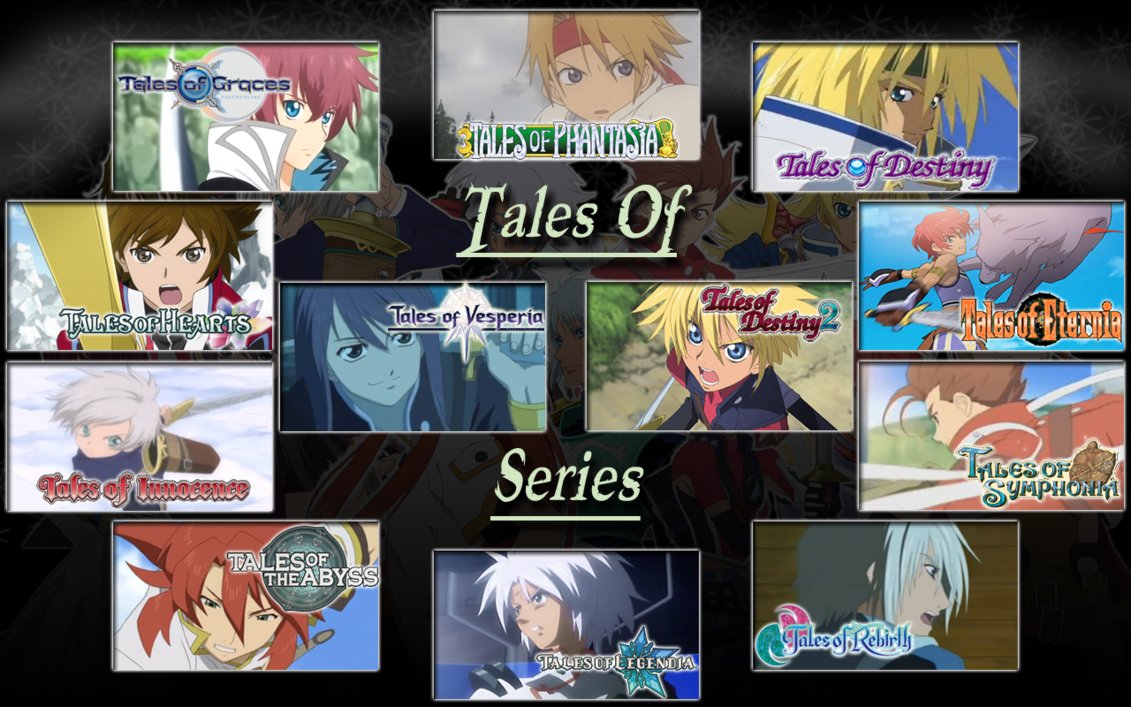 Tales of Graces
TALES OF PHANTASIA
Tales of Destiny
Tales Of
TALES OF HEARTS
Tales of Vesperia
Tales of
Destiny 2
Tales of Eternia
Tales of Innocence
Series
TALES OF
SYMPHONIA
TALES OF
THE ABYSS
TALES OF LEGENDIA
Tales of Rebirth